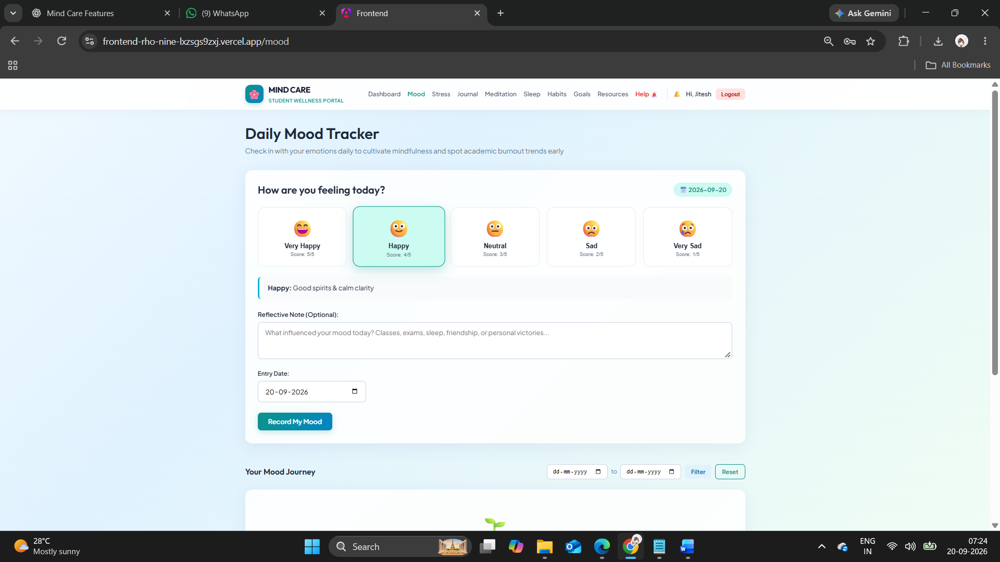 Mind Care Features
(9) WhatsApp
Frontend
Ask Gemini
frontend-rho-nine-lxzsgs9zxj.vercel.app/mood
All Bookmarks
MIND CARE
STUDENT WELLNESS PORTAL
Dashboard Mood Stress Journal Meditation Sleep Habits Goals Resources Help Hi, Jitesh Logout
Daily Mood Tracker
Check in with your emotions daily to cultivate mindfulness and spot academic burnout trends early
How are you feeling today?
2026-09-20
Very Happy
Score: 5/5
Happy
Score: 4/5
Neutral
Score: 3/5
Sad
Score: 2/5
Very Sad
Score: 1/5
Happy: Good spirits & calm clarity
Reflective Note (Optional):
What influenced your mood today? Classes, exams, sleep, friendship, or personal victories...
Entry Date:
20-09-2026
Record My Mood
Your Mood Journey
dd-mm-yyyy to dd-mm-yyyy Filter Reset
28°C
Mostly sunny
Search
ENG
IN
07:24
20-09-2026